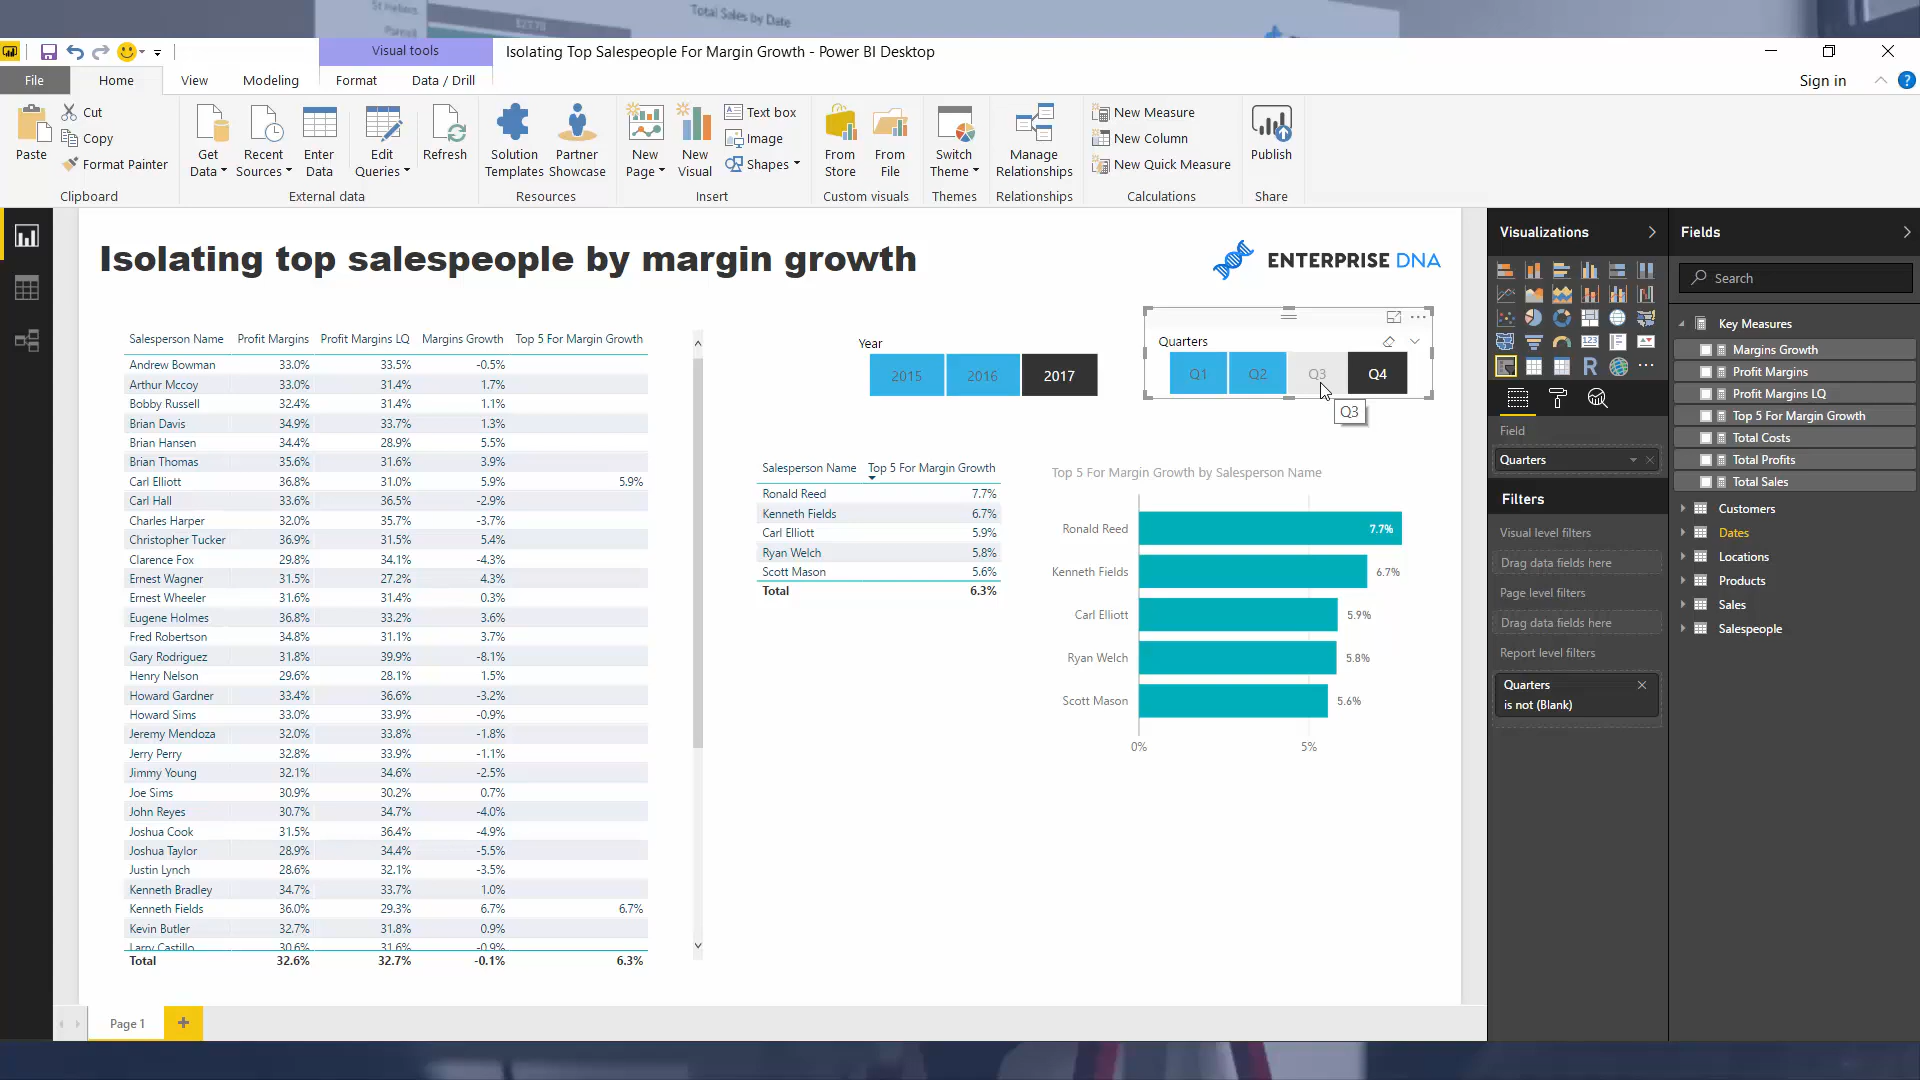 St Heliers
$27.7B
Total Sales by Date
Visual tools
Isolating Top Salespeople For Margin Growth - Power BI Desktop
File
Home
View
Modeling
Format
Data / Drill
Sign in
Paste
Cut
Copy
Format Painter
Clipboard
Get Data
Recent Sources
Enter Data
Edit Queries
Refresh
External data
Solution Templates
Partner Showcase
Resources
New Page
New Visual
Text box
Image
Shapes
Insert
From Store
From File
Custom visuals
Switch Theme
Themes
Manage Relationships
Relationships
New Measure
New Column
New Quick Measure
Calculations
Publish
Share
Isolating top salespeople by margin growth
ENTERPRISE DNA
Salesperson Name Profit Margins Profit Margins LQ Margins Growth Top 5 For Margin Growth
Andrew Bowman 33.0% 33.5% -0.5%
Arthur Mccoy 33.0% 31.4% 1.7%
Bobby Russell 32.4% 31.4% 1.1%
Brian Davis 34.9% 33.7% 1.3%
Brian Hansen 34.4% 28.9% 5.5%
Brian Thomas 35.6% 31.6% 3.9%
Carl Elliott 36.8% 31.0% 5.9% 5.9%
Carl Hall 33.6% 36.5% -2.9%
Charles Harper 32.0% 35.7% -3.7%
Christopher Tucker 36.9% 31.5% 5.4%
Clarence Fox 29.8% 34.1% -4.3%
Ernest Wagner 31.5% 27.2% 4.3%
Ernest Wheeler 31.6% 31.4% 0.3%
Eugene Holmes 36.8% 33.2% 3.6%
Fred Robertson 34.8% 31.1% 3.7%
Gary Rodriguez 31.8% 39.9% -8.1%
Henry Nelson 29.6% 28.1% 1.5%
Howard Gardner 33.4% 36.6% -3.2%
Howard Sims 33.0% 33.9% -0.9%
Jeremy Mendoza 32.0% 33.8% -1.8%
Jerry Perry 32.8% 33.9% -1.1%
Jimmy Young 32.1% 34.6% -2.5%
Joe Sims 30.9% 30.2% 0.7%
John Reyes 30.7% 34.7% -4.0%
Joshua Cook 31.5% 36.4% -4.9%
Joshua Taylor 28.9% 34.4% -5.5%
Justin Lynch 28.6% 32.1% -3.5%
Kenneth Bradley 34.7% 33.7% 1.0%
Kenneth Fields 36.0% 29.3% 6.7% 6.7%
Kevin Butler 32.7% 31.8% 0.9%
Larry Castillo 30.6% 31.6% -0.9%
Total 32.6% 32.7% -0.1% 6.3%
Year
2015 2016 2017
Quarters
Q1 Q2 Q3 Q4
Q3
Salesperson Name Top 5 For Margin Growth
Ronald Reed 7.7%
Kenneth Fields 6.7%
Carl Elliott 5.9%
Ryan Welch 5.8%
Scott Mason 5.6%
Total 6.3%
Top 5 For Margin Growth by Salesperson Name
Ronald Reed 7.7%
Kenneth Fields 6.7%
Carl Elliott 5.9%
Ryan Welch 5.8%
Scott Mason 5.6%
0% 5%
Visualizations
123
R
Field
Quarters
Filters
Visual level filters
Drag data fields here
Page level filters
Drag data fields here
Report level filters
Quarters
is not (Blank)
Fields
Search
Key Measures
Margins Growth
Profit Margins
Profit Margins LQ
Top 5 For Margin Growth
Total Costs
Total Profits
Total Sales
Customers
Dates
Locations
Products
Sales
Salespeople
Page 1